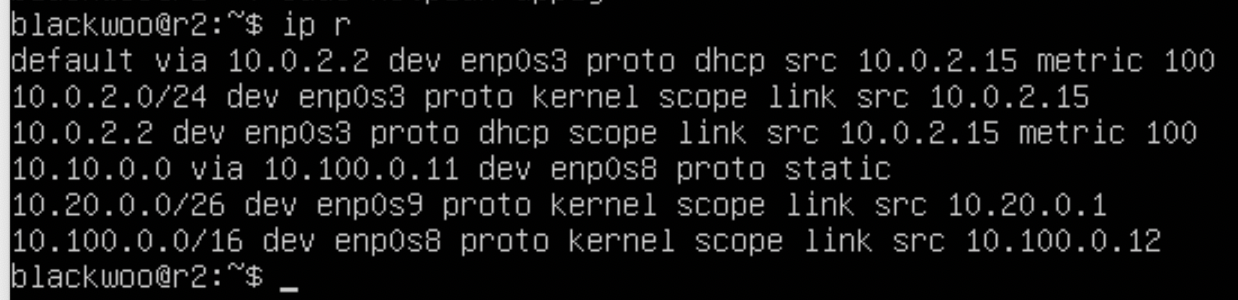 blackwoo@r2:~$ ip r
default via 10.0.2.2 dev enp0s3 proto dhcp src 10.0.2.15 metric 100
10.0.2.0/24 dev enp0s3 proto kernel scope link src 10.0.2.15
10.0.2.2 dev enp0s3 proto dhcp scope link src 10.0.2.15 metric 100
10.10.0.0 via 10.100.0.11 dev enp0s8 proto static
10.20.0.0/26 dev enp0s9 proto kernel scope link src 10.20.0.1
10.100.0.0/16 dev enp0s8 proto kernel scope link src 10.100.0.12
blackwoo@r2:~$ _